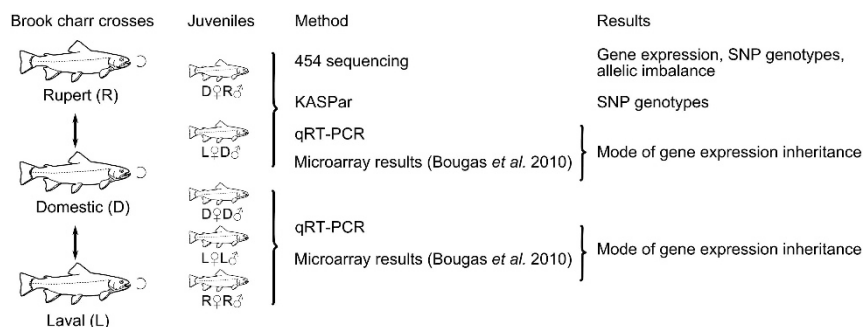 Brook charr crosses
Juveniles
Method
Results
Rupert (R)
Domestic (D)
Laval (L)
D♀R♂
L♀D♂
D♀D♂
L♀L♂
R♀R♂
454 sequencing
Gene expression, SNP genotypes,
allelic imbalance
KASPar
SNP genotypes
qRT-PCR
Microarray results (Bougas et al. 2010)
Mode of gene expression inheritance
qRT-PCR
Microarray results (Bougas et al. 2010)
Mode of gene expression inheritance